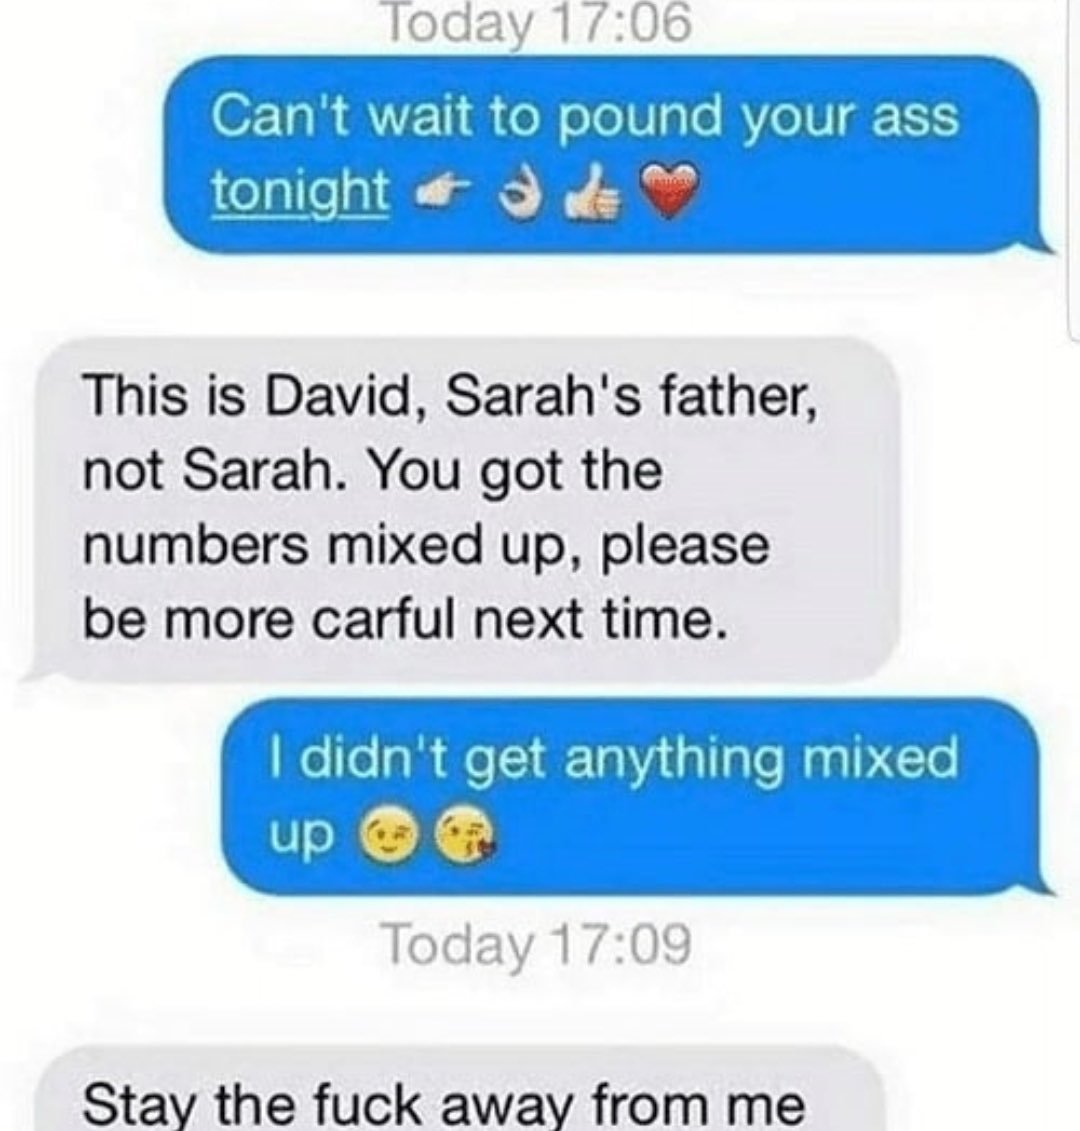 Today 17:06
Can't wait to pound your ass
tonight 👉 👌 👍 ❤️
This is David, Sarah's father,
not Sarah. You got the
numbers mixed up, please
be more carful next time.
I didn't get anything mixed
up 😉 😘
Today 17:09
Stay the fuck away from me